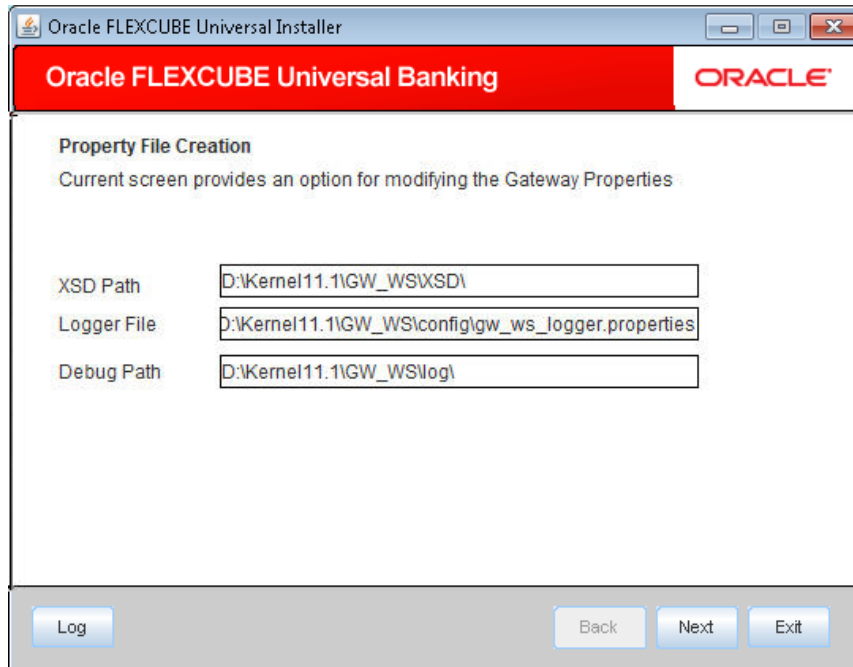 Oracle FLEXCUBE Universal Installer
Oracle FLEXCUBE Universal Banking
ORACLE
Property File Creation
Current screen provides an option for modifying the Gateway Properties
XSD Path D:\Kernel11.1\GW_WS\XSD\
Logger File D:\Kernel11.1\GW_WS\config\gw_ws_logger.properties
Debug Path D:\Kernel11.1\GW_WS\log\
Log Back Next Exit